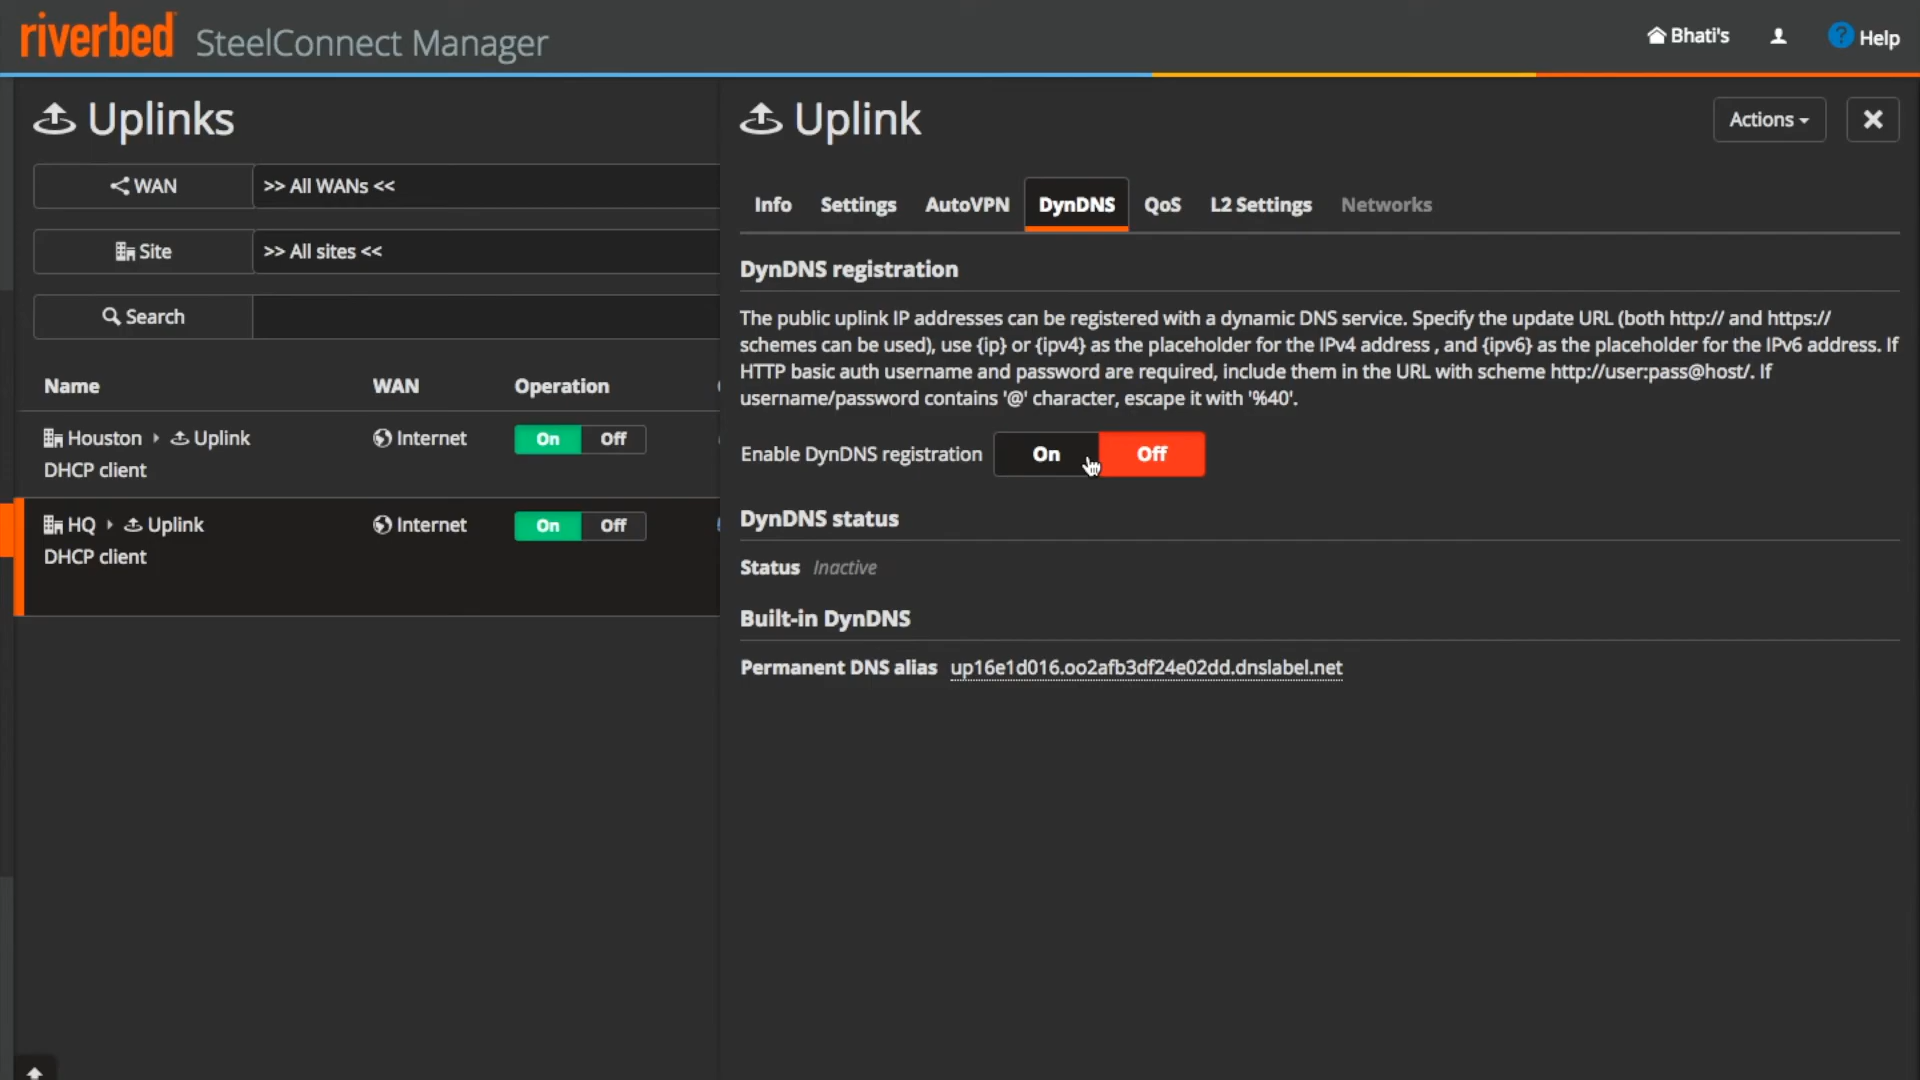 riverbed SteelConnect Manager
Bhati's
? Help
Uplinks
WAN >> All WANs <<
Site >> All sites <<
Search
Name WAN Operation
Houston Uplink Internet On Off
DHCP client
HQ Uplink Internet On Off
DHCP client
Uplink
Actions
Info Settings AutoVPN DynDNS QoS L2 Settings Networks
DynDNS registration
The public uplink IP addresses can be registered with a dynamic DNS service. Specify the update URL (both http:// and https://
schemes can be used), use {ip} or {ipv4} as the placeholder for the IPv4 address , and {ipv6} as the placeholder for the IPv6 address. If
HTTP basic auth username and password are required, include them in the URL with scheme http://user:pass@host/. If
username/password contains '@' character, escape it with '%40'.
Enable DynDNS registration On Off
DynDNS status
Status Inactive
Built-in DynDNS
Permanent DNS alias up16e1d016.oo2afb3df24e02dd.dnslabel.net